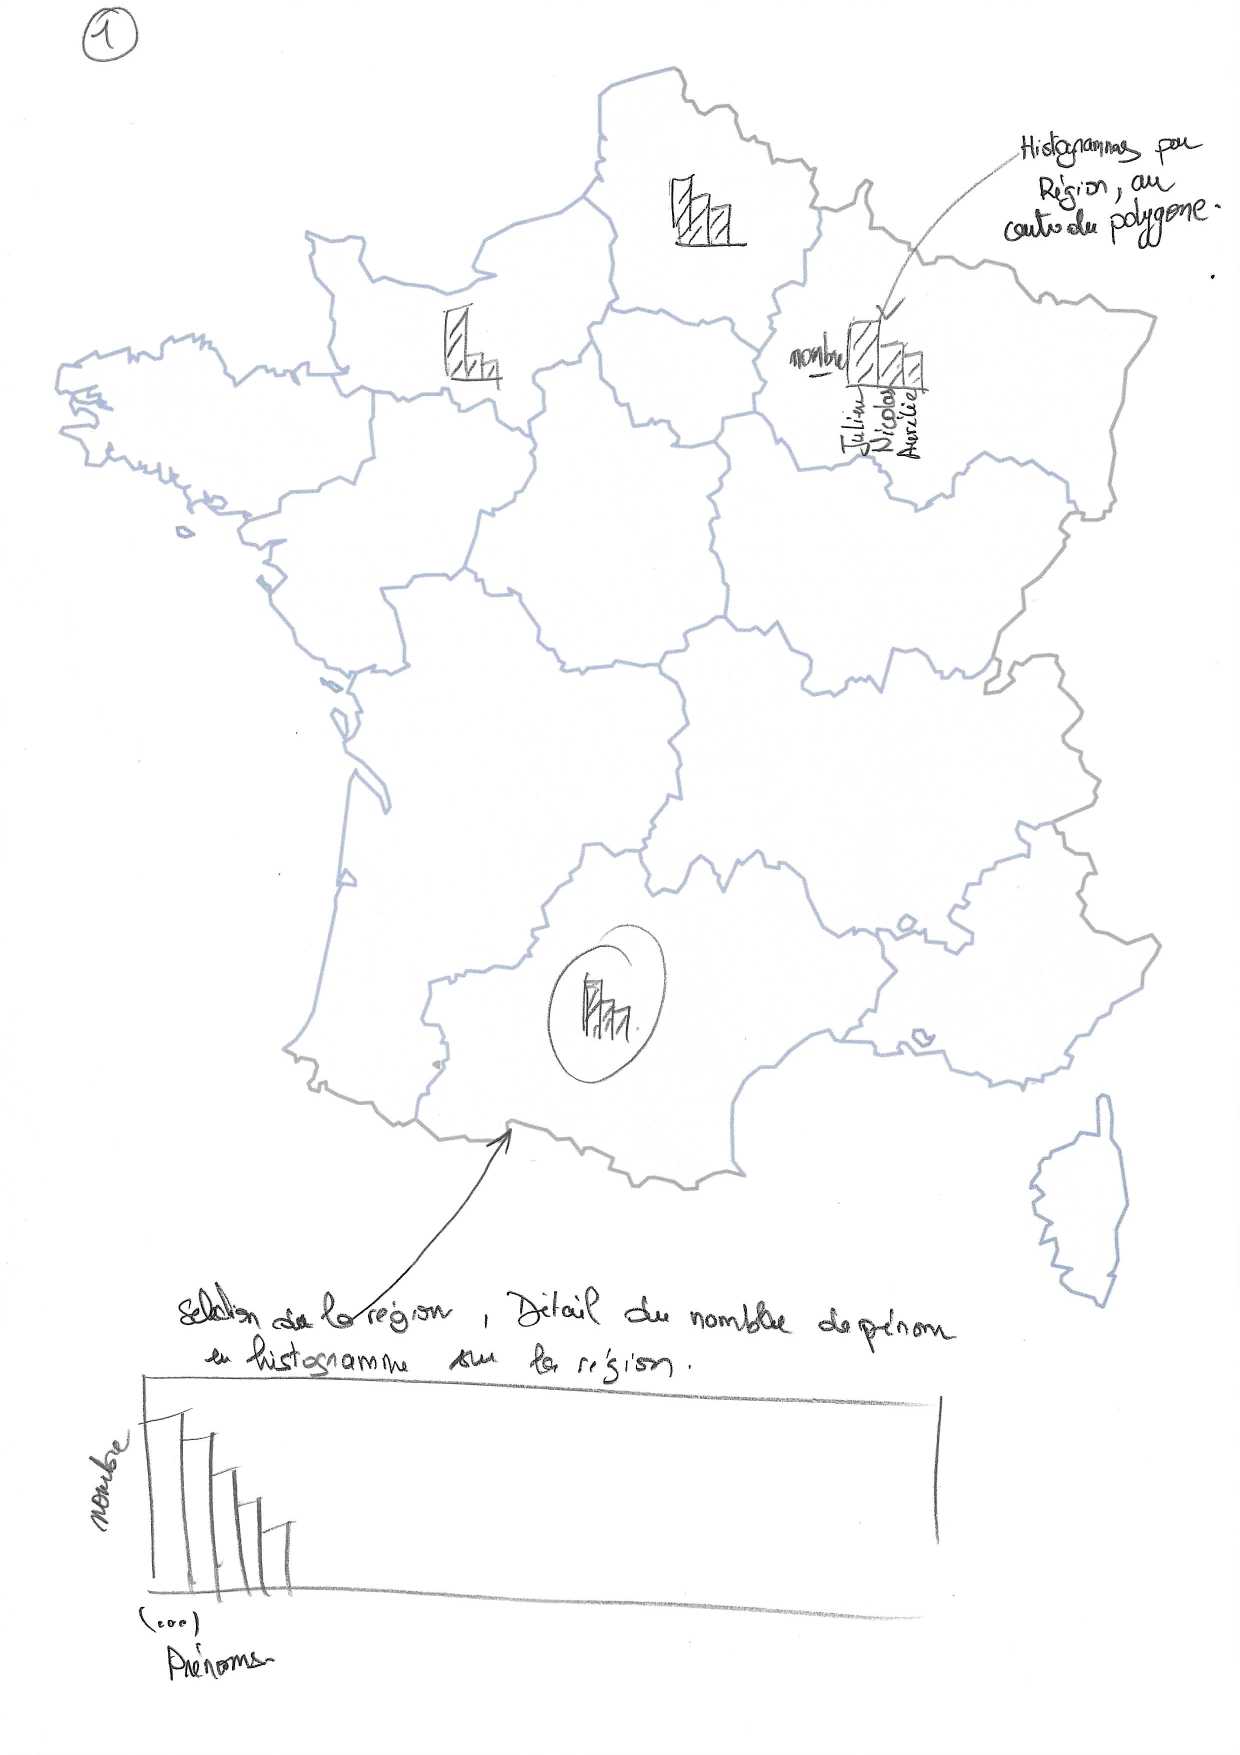 1
Histogrammes par
Région, au
centre du polygone.
nombre
Julien
Nicolas
Aurélie
Selection de la région, Détail du nombre de prénom
en histogramme sur la région.
nombre
(...)
Prénoms